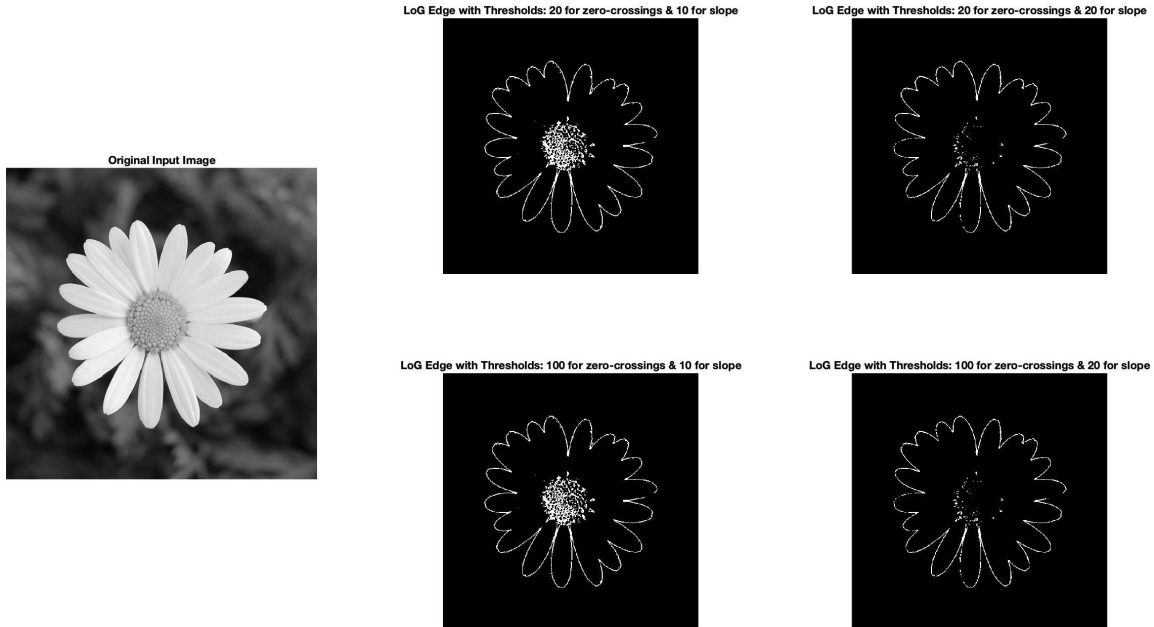 LoG Edge with Thresholds: 20 for zero-crossings & 10 for slope
LoG Edge with Thresholds: 20 for zero-crossings & 20 for slope
Original Input Image
LoG Edge with Thresholds: 100 for zero-crossings & 10 for slope
LoG Edge with Thresholds: 100 for zero-crossings & 20 for slope